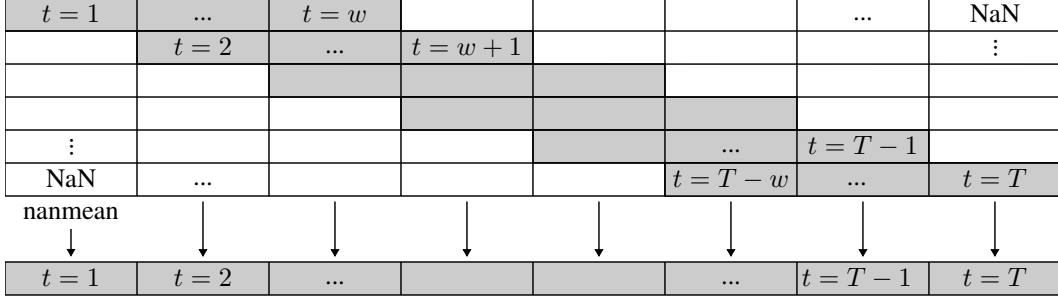 t = 1 ... t = w ... NaN
t = 2 ... t = w + 1 ⋮
⋮ ... t = T − 1
NaN ... t = T − w ... t = T
nanmean
t = 1 t = 2 ... ... t = T − 1 t = T